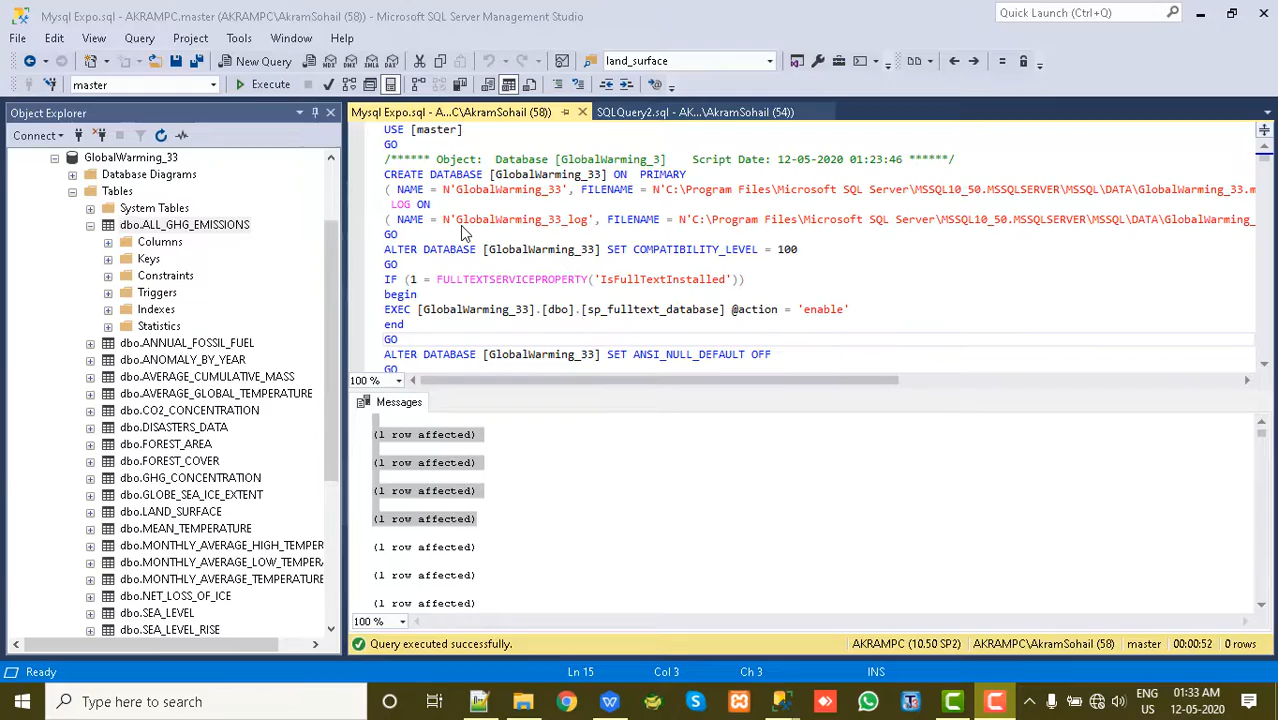 Mysql Expo.sql - AKRAMPC.master (AKRAMPC\AkramSohail (58)) - Microsoft SQL Server Management Studio
Quick Launch (Ctrl+Q)
File Edit View Query Project Tools Window Help
New Query
MDX DMX XMLA DAX
land_surface
master
Execute
Object Explorer
Connect
GlobalWarming_33
Database Diagrams
Tables
System Tables
dbo.ALL_GHG_EMISSIONS
Columns
Keys
Constraints
Triggers
Indexes
Statistics
dbo.ANNUAL_FOSSIL_FUEL
dbo.ANOMALY_BY_YEAR
dbo.AVERAGE_CUMULATIVE_MASS
dbo.AVERAGE_GLOBAL_TEMPERATURE
dbo.CO2_CONCENTRATION
dbo.DISASTERS_DATA
dbo.FOREST_AREA
dbo.FOREST_COVER
dbo.GHG_CONCENTRATION
dbo.GLOBE_SEA_ICE_EXTENT
dbo.LAND_SURFACE
dbo.MEAN_TEMPERATURE
dbo.MONTHLY_AVERAGE_HIGH_TEMPER
dbo.MONTHLY_AVERAGE_LOW_TEMPERA
dbo.MONTHLY_AVERAGE_TEMPERATURE
dbo.NET_LOSS_OF_ICE
dbo.SEA_LEVEL
dbo.SEA_LEVEL_RISE
Mysql Expo.sql - A...C\AkramSohail (58))
SQLQuery2.sql - AK...\AkramSohail (54))
USE [master]
GO
/****** Object:  Database [GlobalWarming_3]    Script Date: 12-05-2020 01:23:46 ******/
CREATE DATABASE [GlobalWarming_33] ON  PRIMARY
( NAME = N'GlobalWarming_33', FILENAME = N'C:\Program Files\Microsoft SQL Server\MSSQL10_50.MSSQLSERVER\MSSQL\DATA\GlobalWarming_33.m
LOG ON
( NAME = N'GlobalWarming_33_log', FILENAME = N'C:\Program Files\Microsoft SQL Server\MSSQL10_50.MSSQLSERVER\MSSQL\DATA\GlobalWarming_
GO
ALTER DATABASE [GlobalWarming_33] SET COMPATIBILITY_LEVEL = 100
GO
IF (1 = FULLTEXTSERVICEPROPERTY('IsFullTextInstalled'))
begin
EXEC [GlobalWarming_33].[dbo].[sp_fulltext_database] @action = 'enable'
end
GO
ALTER DATABASE [GlobalWarming_33] SET ANSI_NULL_DEFAULT OFF
GO
100 %
Messages
(1 row affected)
(1 row affected)
(1 row affected)
(1 row affected)
(1 row affected)
(1 row affected)
(1 row affected)
100 %
Query executed successfully.
AKRAMPC (10.50 SP2) AKRAMPC\AkramSohail (58) master 00:00:52 0 rows
Ready
Ln 15 Col 3 Ch 3 INS
Type here to search
ENG
US
01:33 AM
12-05-2020